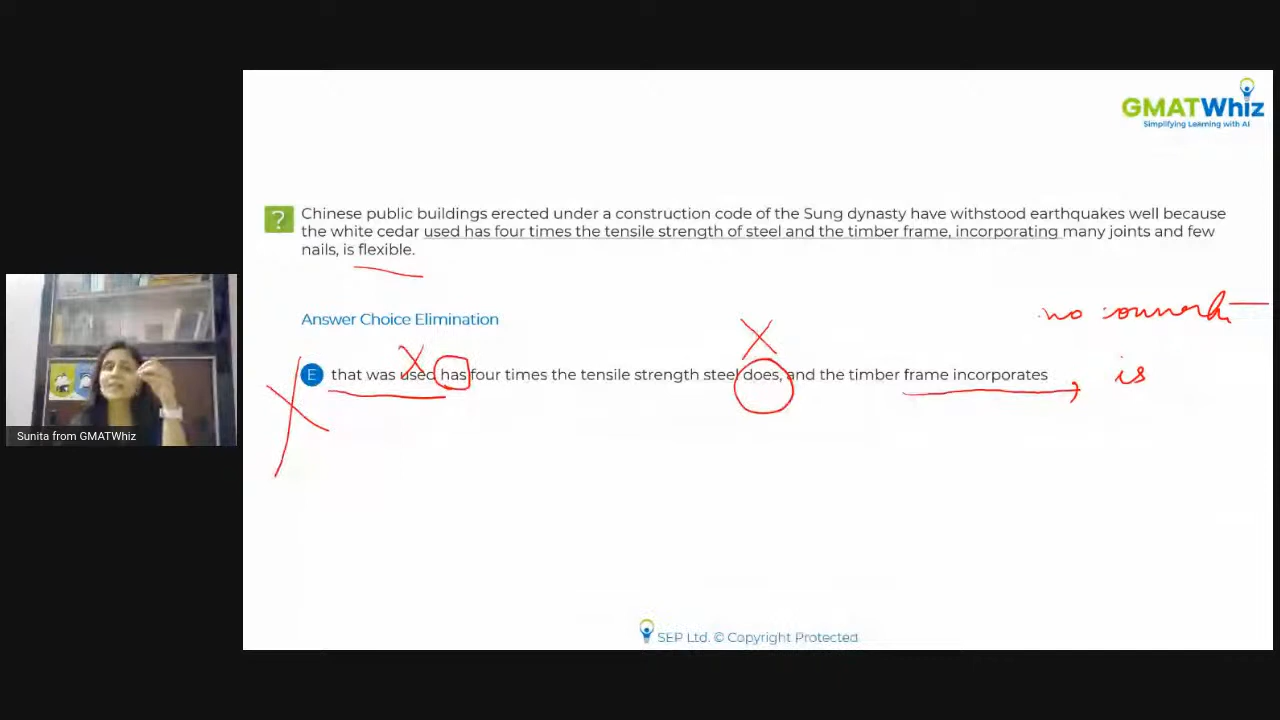 GMATWhiz
Simplifying Learning with AI
?
Chinese public buildings erected under a construction code of the Sung dynasty have withstood earthquakes well because
the white cedar used has four times the tensile strength of steel and the timber frame, incorporating many joints and few
nails, is flexible.
Answer Choice Elimination
no
E that was used has four times the tensile strength steel does, and the timber frame incorporates
is
Sunita from GMATWhiz
SEP Ltd. © Copyright Protected